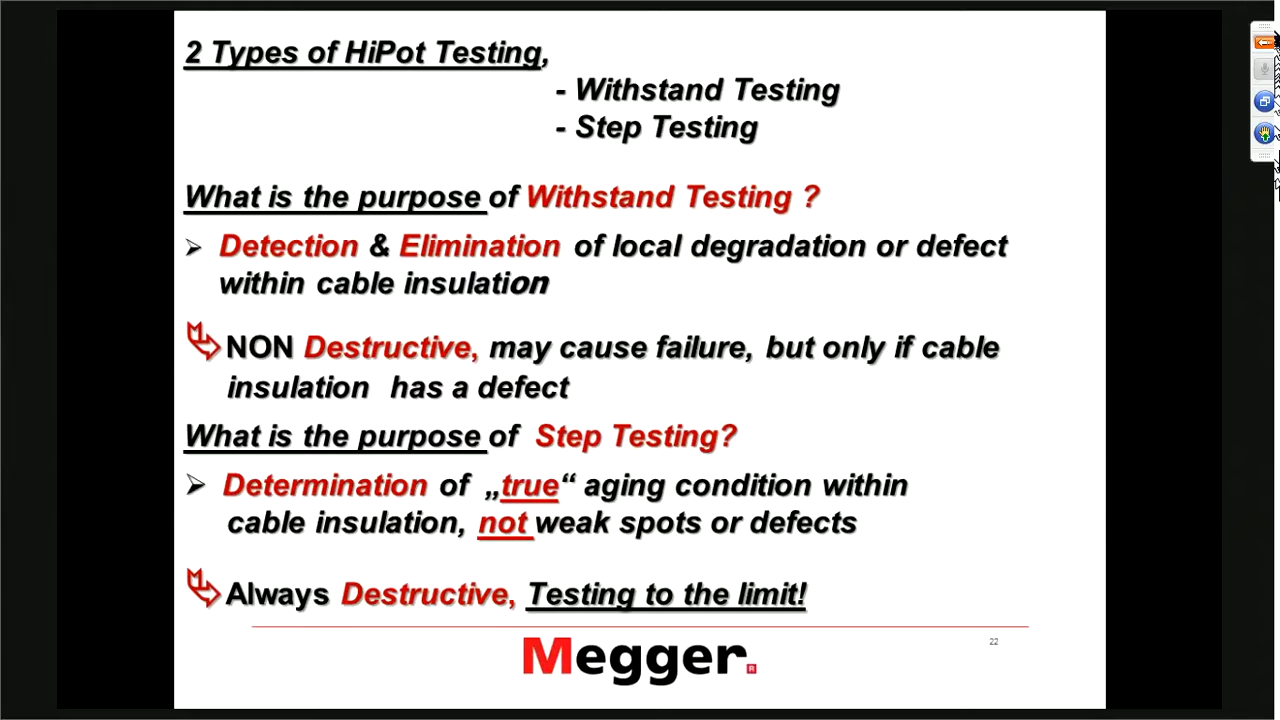 2 Types of HiPot Testing,
- Withstand Testing
- Step Testing
What is the purpose of Withstand Testing ?
➢ Detection & Elimination of local degradation or defect
within cable insulation
NON Destructive, may cause failure, but only if cable
insulation has a defect
What is the purpose of Step Testing?
➢ Determination of „true“ aging condition within
cable insulation, not weak spots or defects
Always Destructive, Testing to the limit!
22
Megger®